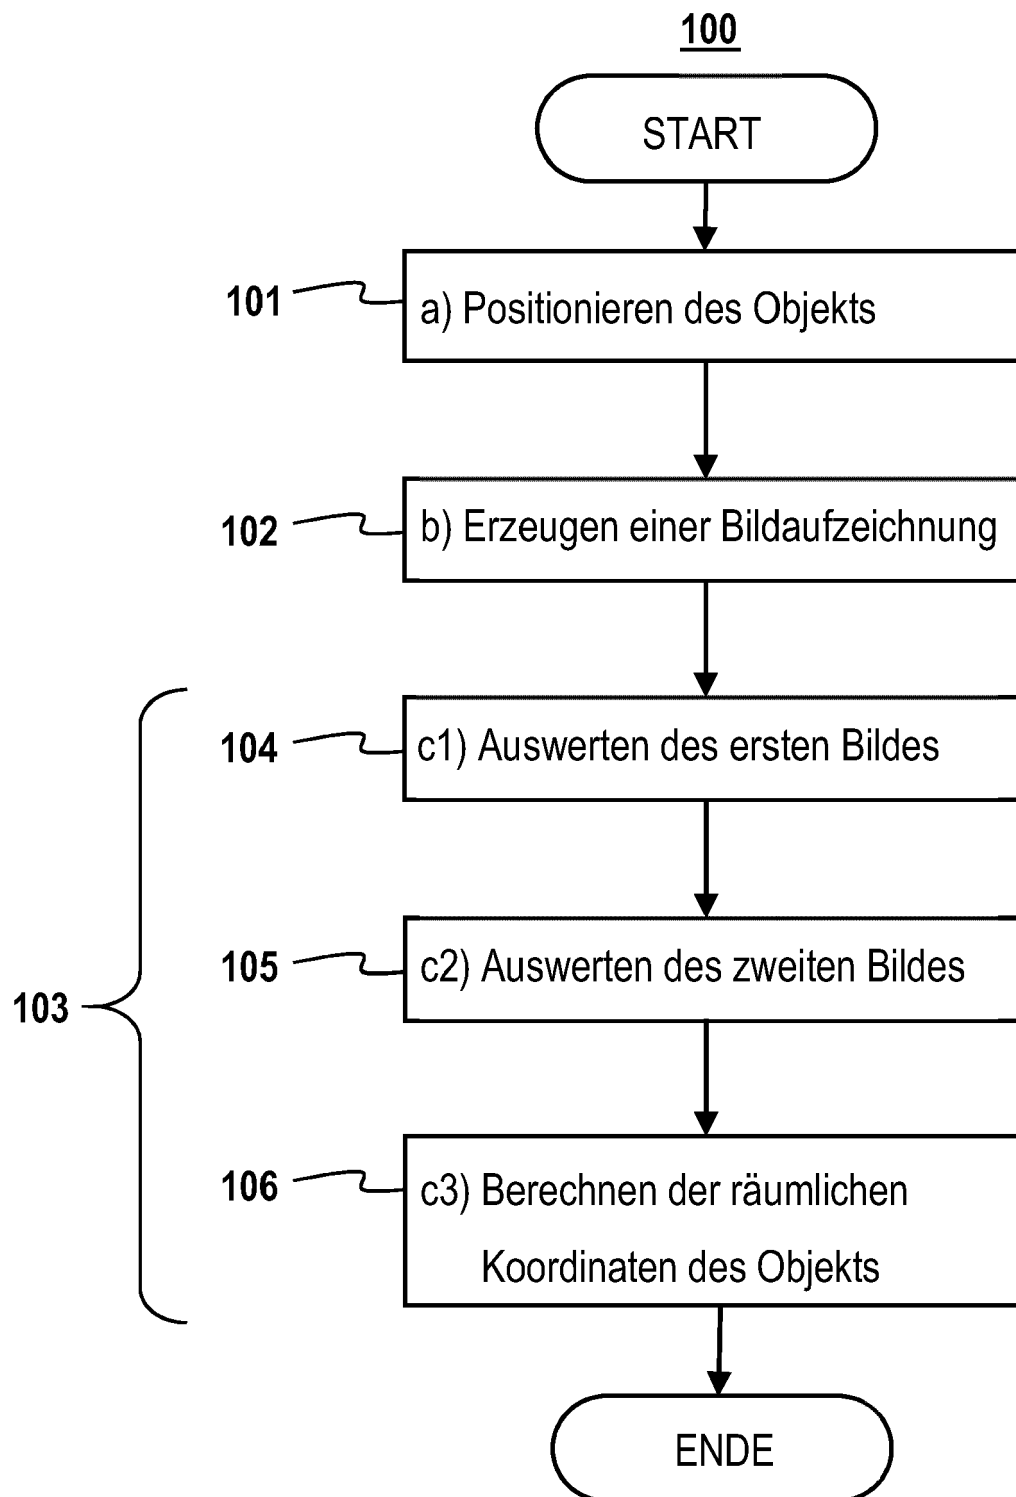 100
START
101
a) Positionieren des Objekts
102
b) Erzeugen einer Bildaufzeichnung
103
104
c1) Auswerten des ersten Bildes
105
c2) Auswerten des zweiten Bildes
106
c3) Berechnen der räumlichen
Koordinaten des Objekts
ENDE